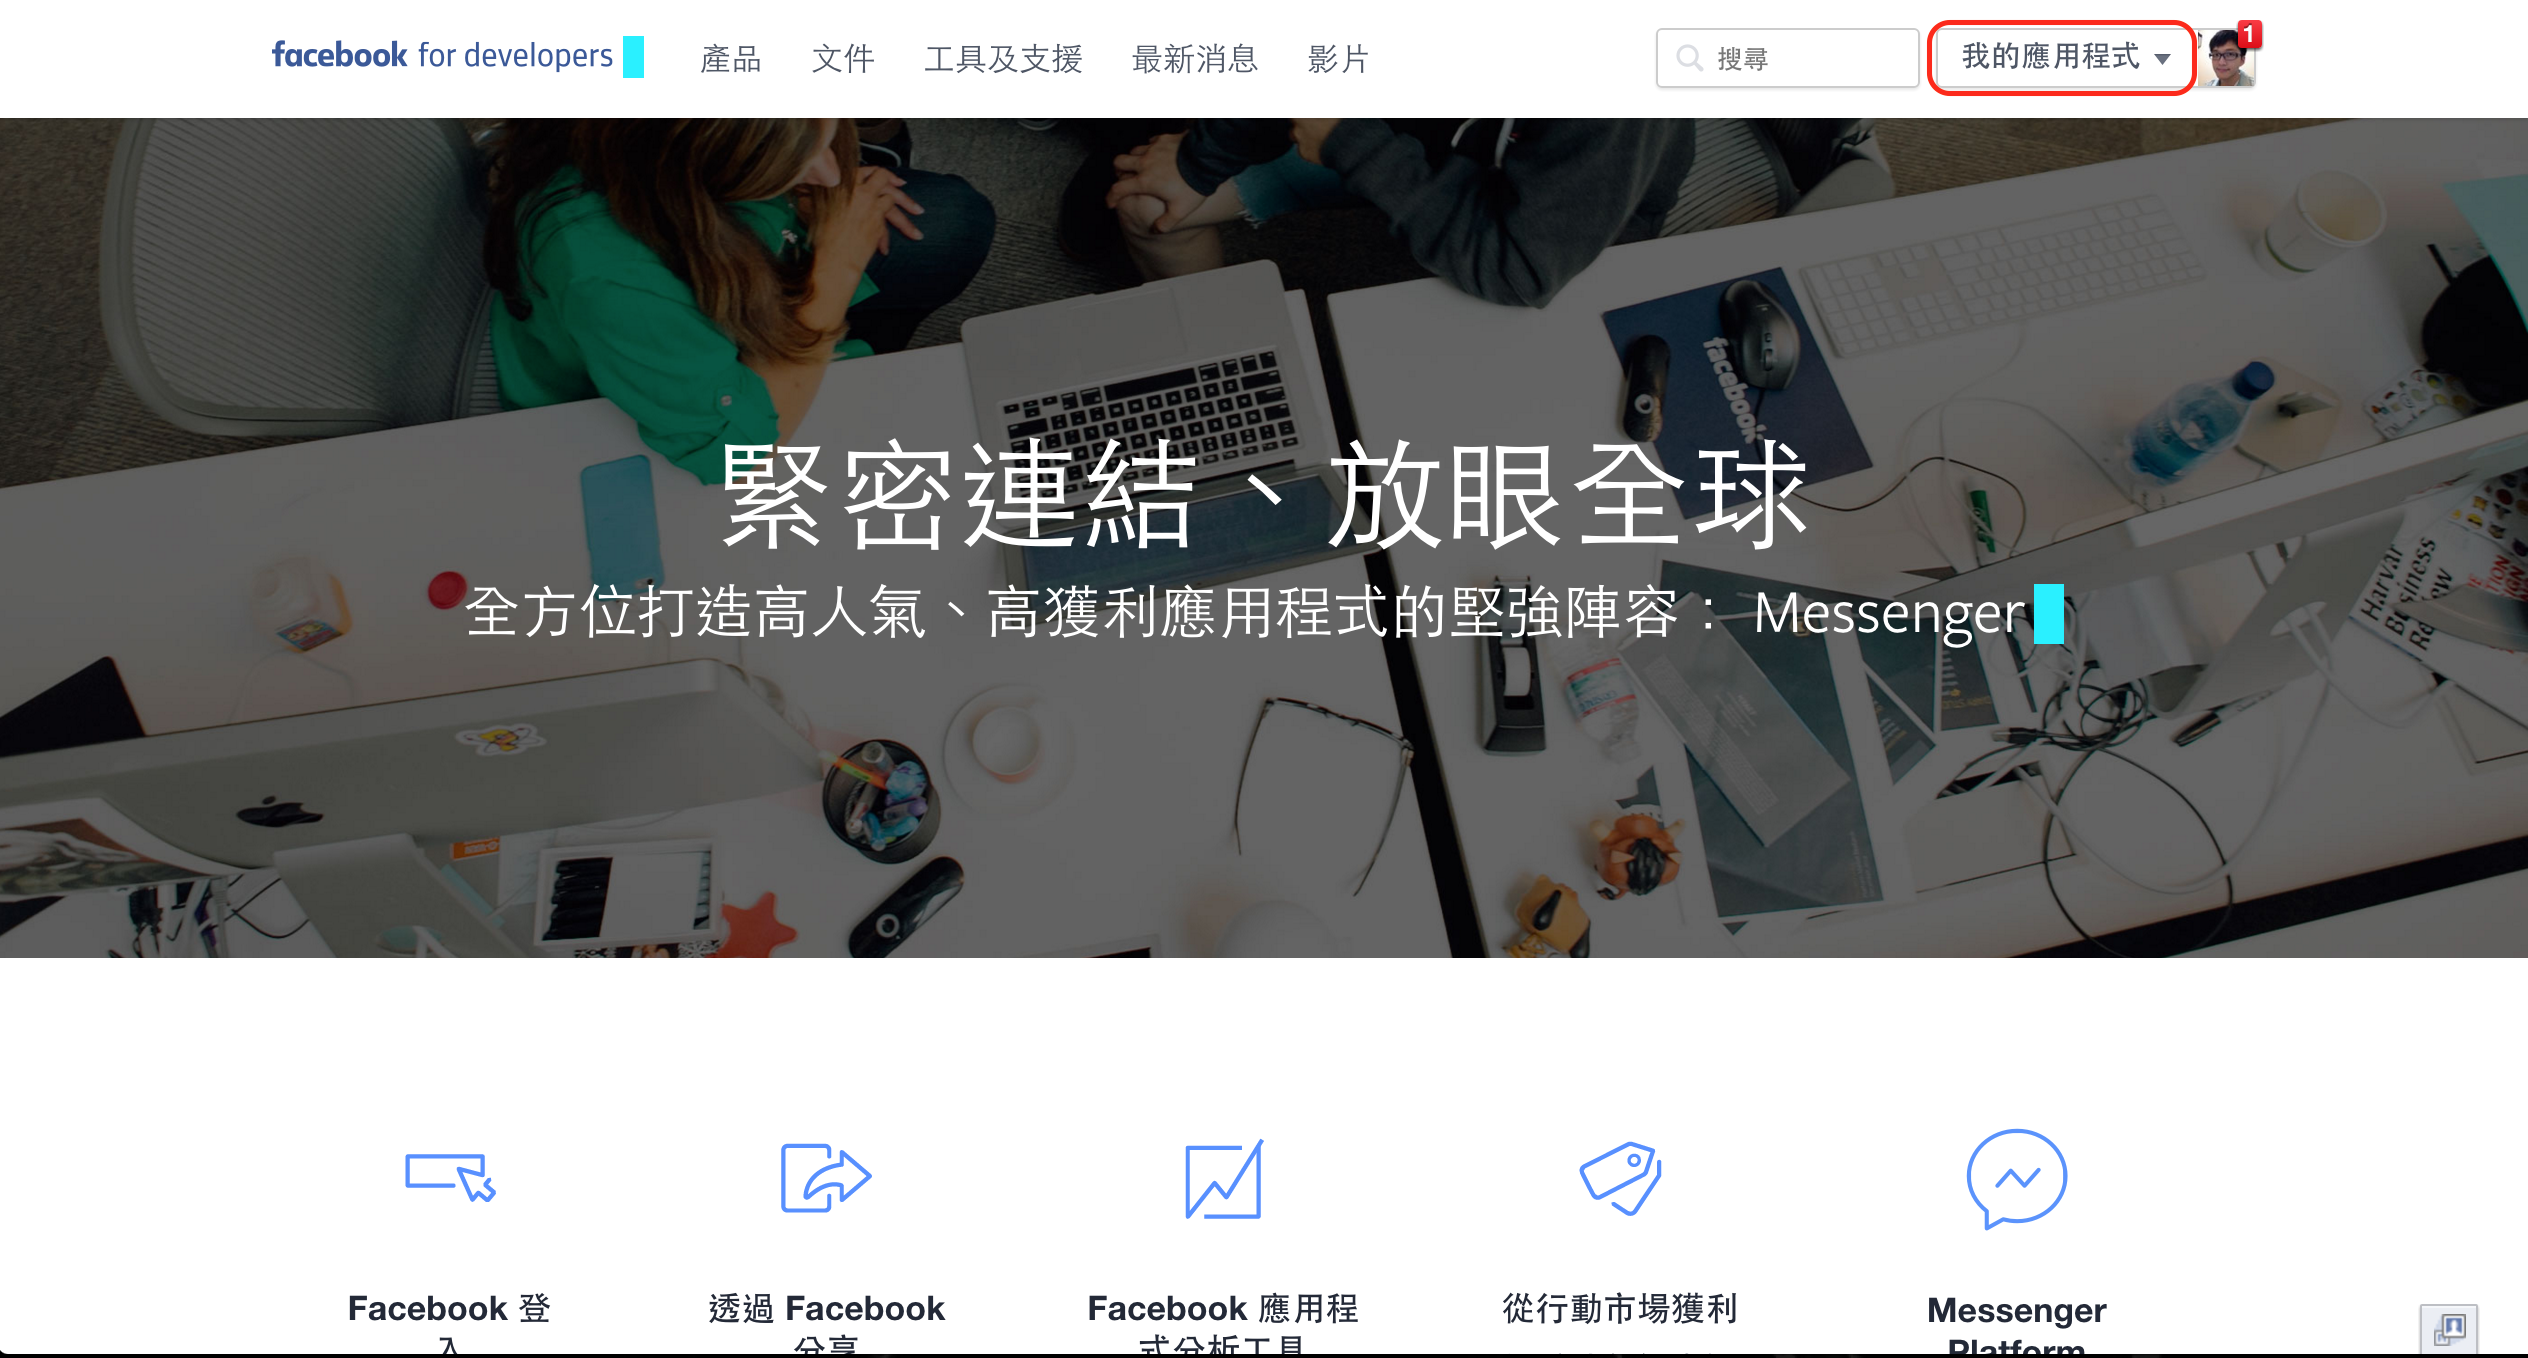 facebook for developers
產品
文件
工具及支援
最新消息
影片
搜尋
我的應用程式
1
facebook
緊密連結、放眼全球
全方位打造高人氣、高獲利應用程式的堅強陣容： Messenger
Harvard
Business
Facebook 登
入
透過 Facebook
分享
Facebook 應用程
式分析工具
從行動市場獲利
Messenger
Platform